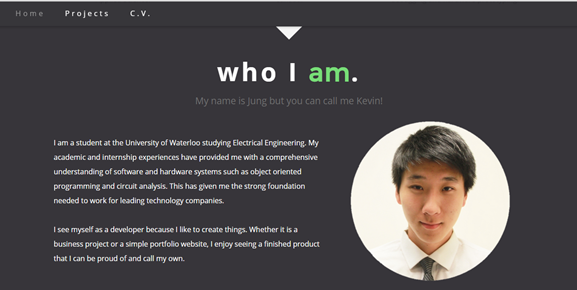 Home Projects C.V.
who I am.
My name is Jung but you can call me Kevin!
I am a student at the University of Waterloo studying Electrical Engineering. My
academic and internship experiences have provided me with a comprehensive
understanding of software and hardware systems such as object oriented
programming and circuit analysis. This has given me the strong foundation
needed to work for leading technology companies.
I see myself as a developer because I like to create things. Whether it is a
business project or a simple portfolio website, I enjoy seeing a finished product
that I can be proud of and call my own.